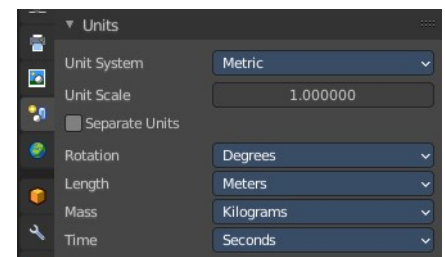 Units
Unit System Metric
Unit Scale 1.000000
Separate Units
Rotation Degrees
Length Meters
Mass Kilograms
Time Seconds